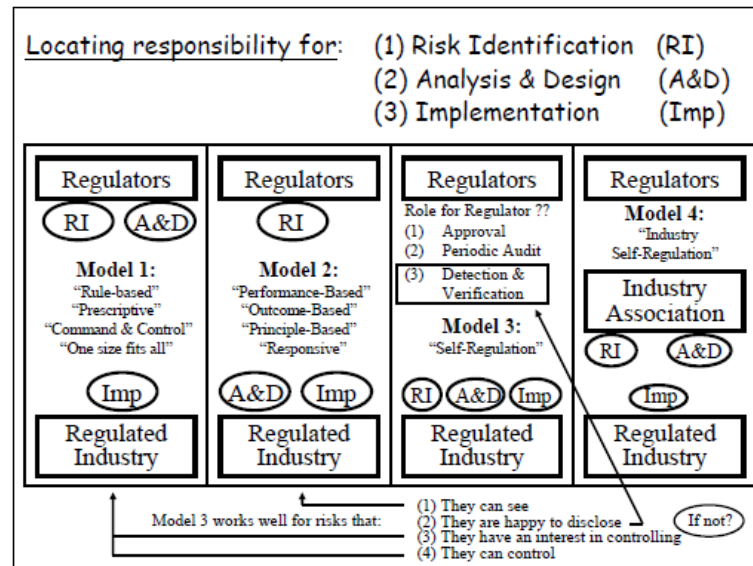 Locating responsibility for: (1) Risk Identification (RI)
(2) Analysis & Design (A&D)
(3) Implementation (Imp)
Regulators
RI A&D
Model 1:
“Rule-based”
“Prescriptive
“Command & Control”
“One size fits all”
Imp
Regulated
Industry
Regulators
RI
Model 2:
“Performance-Based”
“Outcome-Based”
“Principle-Based”
“Responsive”
A&D Imp
Regulated
Industry
Regulators
Role for Regulator ??
(1) Approval
(2) Periodic Audit
(3) Detection &
Verification
Model 3:
“Self-Regulation”
RI A&D Imp
Regulated
Industry
Regulators
Model 4:
“Industry
Self-Regulation”
Industry
Association
RI A&D
Imp
Regulated
Industry
Model 3 works well for risks that:
(1) They can see
(2) They are happy to disclose
(3) They have an interest in controlling
(4) They can control
If not?